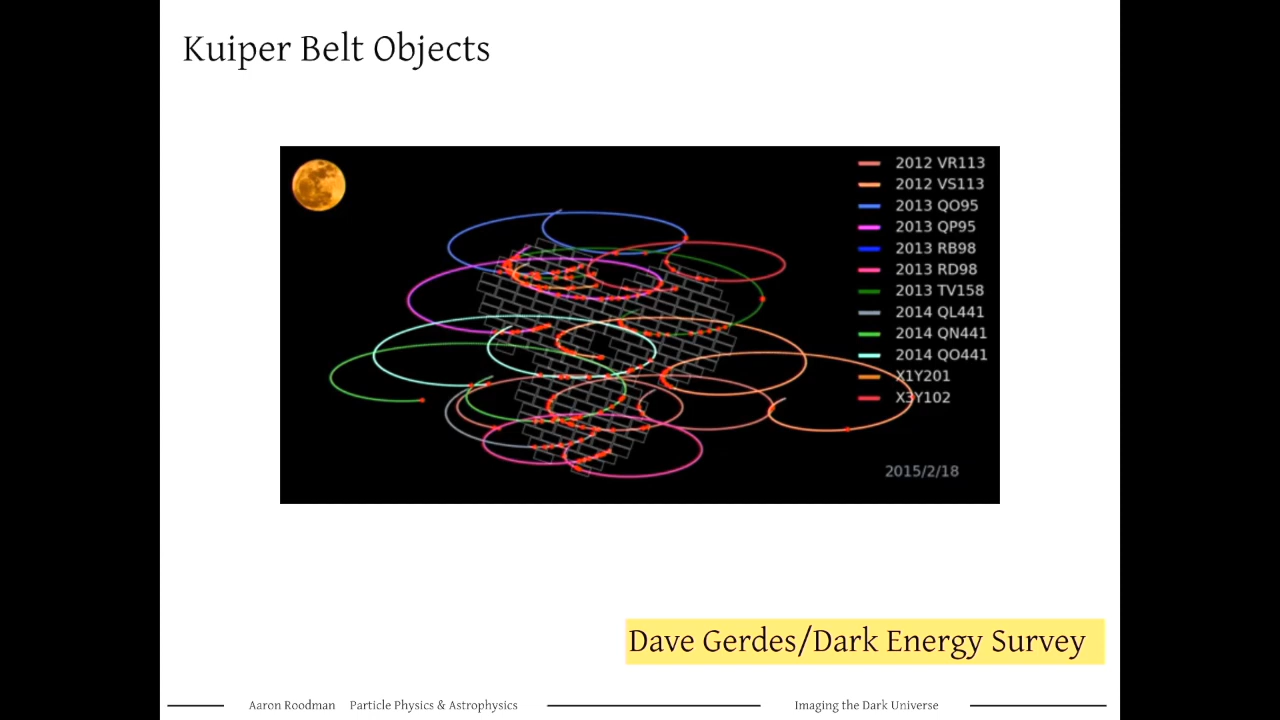 Kuiper Belt Objects
2012 VR113
2012 VS113
2013 QO95
2013 QP95
2013 RB98
2013 RD98
2013 TV158
2014 QL441
2014 QN441
2014 QO441
X1Y201
X3Y102
2015/2/18
Dave Gerdes/Dark Energy Survey
Aaron Roodman Particle Physics & Astrophysics Imaging the Dark Universe